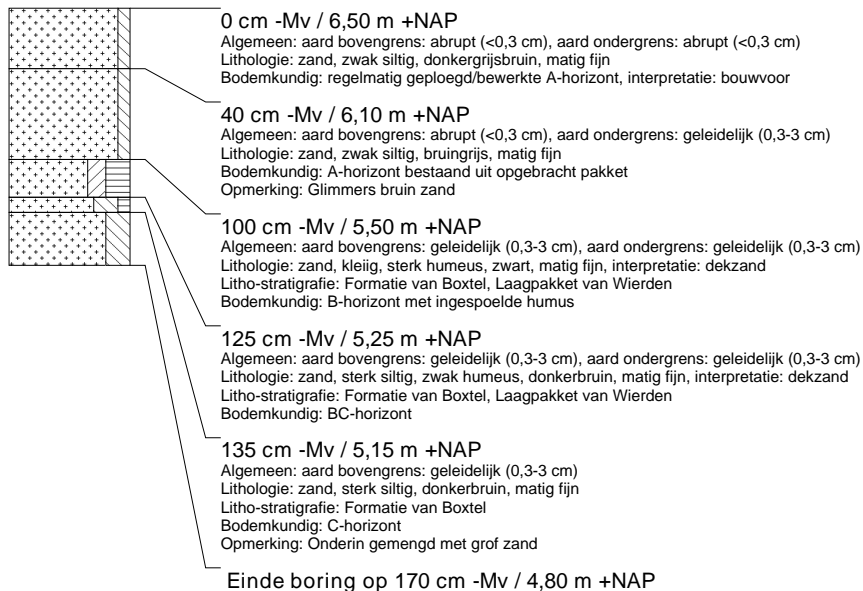 0 cm -Mv / 6,50 m +NAP
Algemeen: aard bovengrens: abrupt (<0,3 cm), aard ondergrens: abrupt (<0,3 cm)
Lithologie: zand, zwak siltig, donkergrijsbruin, matig fijn
Bodemkundig: regelmatig geploegd/bewerkte A-horizont, interpretatie: bouwvoor
40 cm -Mv / 6,10 m +NAP
Algemeen: aard bovengrens: abrupt (<0,3 cm), aard ondergrens: geleidelijk (0,3-3 cm)
Lithologie: zand, zwak siltig, bruingrijs, matig fijn
Bodemkundig: A-horizont bestaand uit opgebracht pakket
Opmerking: Glimmers bruin zand
100 cm -Mv / 5,50 m +NAP
Algemeen: aard bovengrens: geleidelijk (0,3-3 cm), aard ondergrens: geleidelijk (0,3-3 cm)
Lithologie: zand, kleiig, sterk humeus, zwart, matig fijn, interpretatie: dekzand
Litho-stratigrafie: Formatie van Boxtel, Laagpakket van Wierden
Bodemkundig: B-horizont met ingespoelde humus
125 cm -Mv / 5,25 m +NAP
Algemeen: aard bovengrens: geleidelijk (0,3-3 cm), aard ondergrens: geleidelijk (0,3-3 cm)
Lithologie: zand, sterk siltig, zwak humeus, donkerbruin, matig fijn, interpretatie: dekzand
Litho-stratigrafie: Formatie van Boxtel, Laagpakket van Wierden
Bodemkundig: BC-horizont
135 cm -Mv / 5,15 m +NAP
Algemeen: aard bovengrens: geleidelijk (0,3-3 cm)
Lithologie: zand, sterk siltig, donkerbruin, matig fijn
Litho-stratigrafie: Formatie van Boxtel
Bodemkundig: C-horizont
Opmerking: Onderin gemengd met grof zand
Einde boring op 170 cm -Mv / 4,80 m +NAP